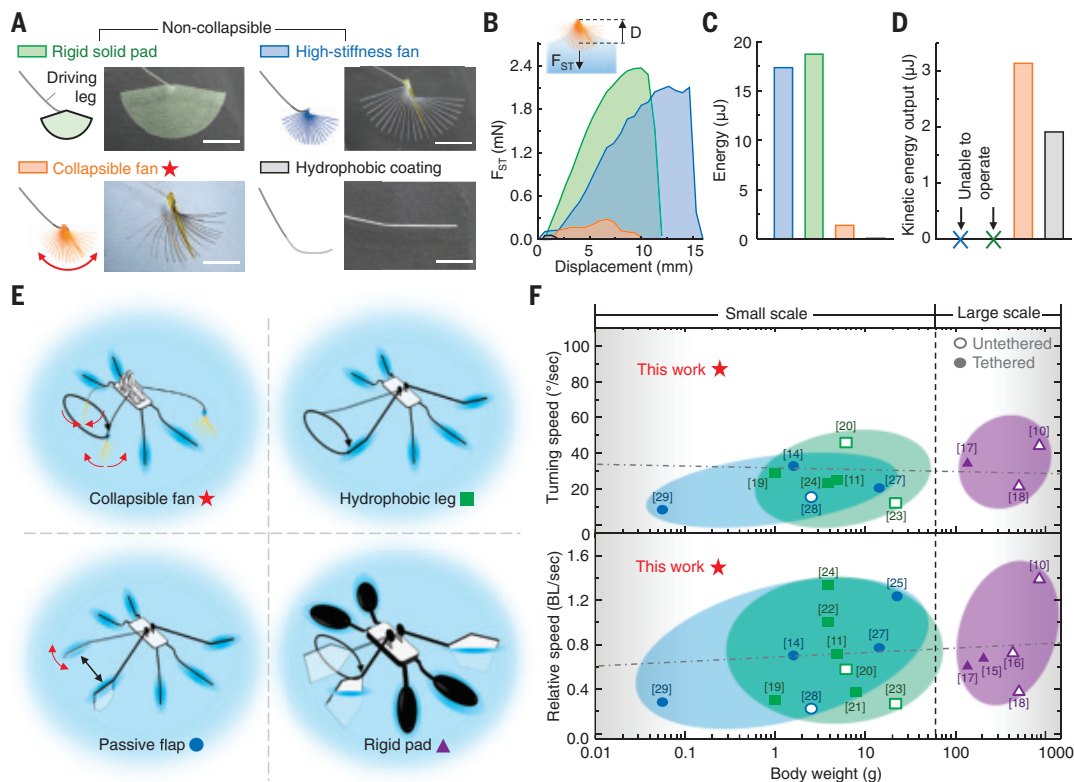 A
Non-collapsible
Rigid solid pad
High-stiffness fan
Driving
leg
Collapsible fan
Hydrophobic coating
B
D
F_ST
F_ST (mN)
2.4
1.8
1.2
0.6
0.0
0 5 10 15
Displacement (mm)
C
Energy (µJ)
20
15
10
5
0
D
Kinetic energy output (µJ)
3
2
1
0
Unable to
operate
E
Collapsible fan
Hydrophobic leg
Passive flap
Rigid pad
F
Small scale
Large scale
Turning speed (°/sec)
100
80
60
40
20
0
Untethered
Tethered
This work
[20]
[10]
[14]
[17]
[19]
[24]
[11]
[27]
[18]
[29]
[28]
[23]
Relative speed (BL/sec)
1.6
1.2
0.8
0.4
0.0
This work
[24]
[25]
[10]
[22]
[14]
[11]
[27]
[20]
[16]
[17]
[15]
[29]
[19]
[28]
[21]
[23]
[18]
0.01 0.1 1 10 100 1000
Body weight (g)